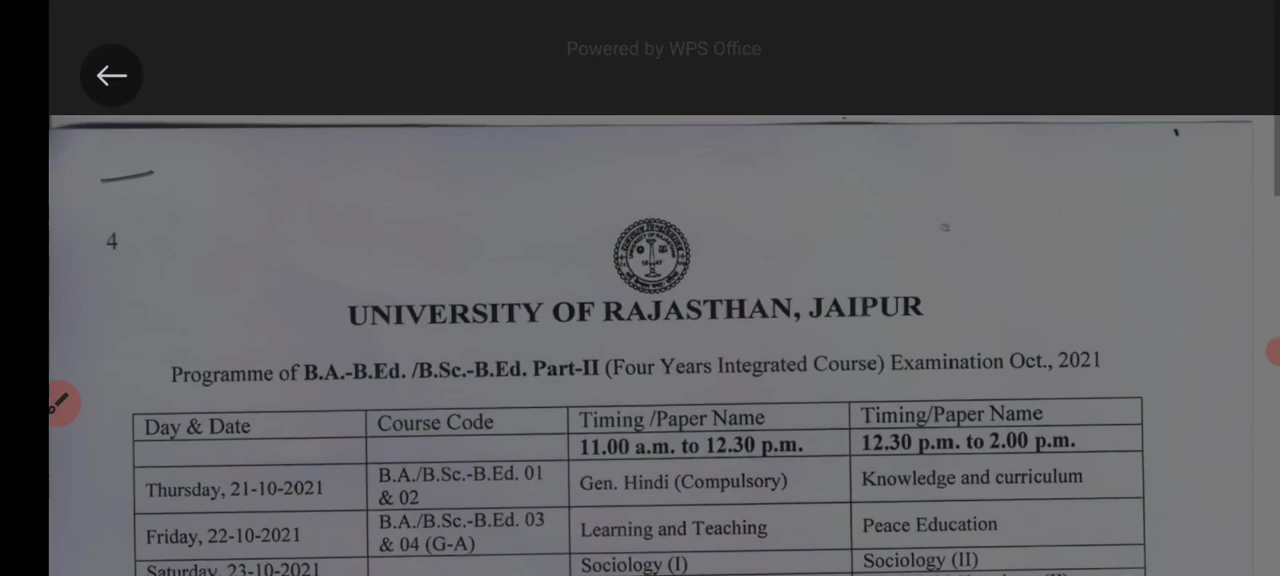 Powered by WPS Office
4
UNIVERSITY OF RAJASTHAN, JAIPUR
Programme of B.A.-B.Ed. /B.Sc.-B.Ed. Part-II (Four Years Integrated Course) Examination Oct., 2021
Day & Date Course Code Timing /Paper Name Timing/Paper Name
11.00 a.m. to 12.30 p.m. 12.30 p.m. to 2.00 p.m.
Thursday, 21-10-2021 B.A./B.Sc.-B.Ed. 01 Gen. Hindi (Compulsory) Knowledge and curriculum
& 02
Friday, 22-10-2021 B.A./B.Sc.-B.Ed. 03 Learning and Teaching Peace Education
& 04 (G-A)
Saturday, 23-10-2021 Sociology (I) Sociology (II)